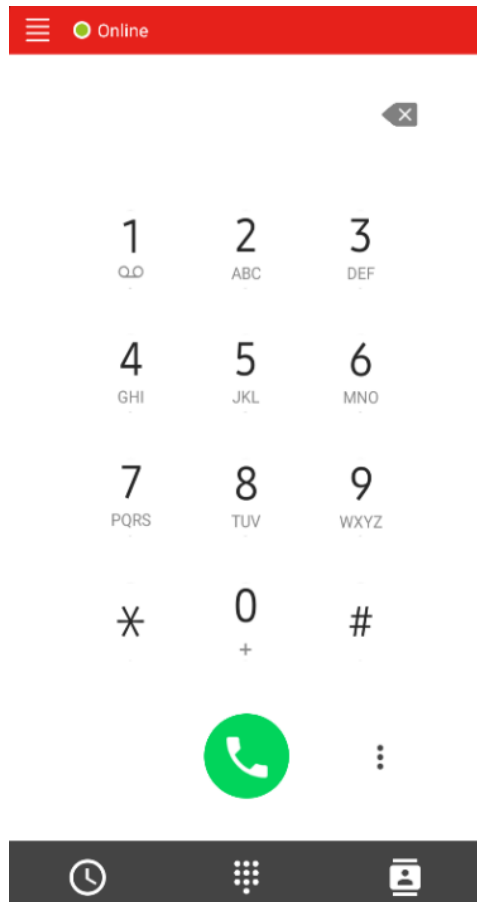 Online
1 2 3
ABC DEF
4 5 6
GHI JKL MNO
7 8 9
PQRS TUV WXYZ
* 0 #
+